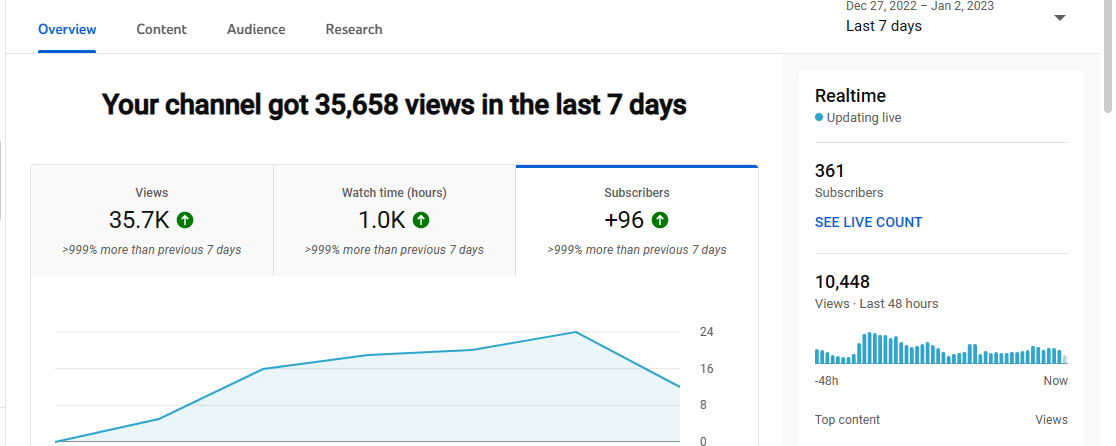 Overview Content Audience Research
Dec 27, 2022 – Jan 2, 2023
Last 7 days
Your channel got 35,658 views in the last 7 days
Views
35.7K
>999% more than previous 7 days
Watch time (hours)
1.0K
>999% more than previous 7 days
Subscribers
+96
>999% more than previous 7 days
24
16
8
0
Realtime
Updating live
361
Subscribers
SEE LIVE COUNT
10,448
Views · Last 48 hours
-48h Now
Top content Views